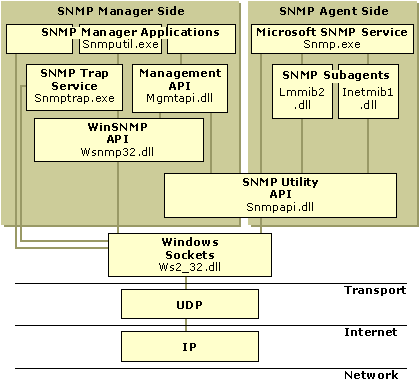 SNMP Manager Side
SNMP Agent Side
SNMP Manager Applications
Snmputil.exe
Microsoft SNMP Service
Snmp.exe
SNMP Trap
Service
Snmptrap.exe
Management
API
Mgmtapi.dll
SNMP Subagents
Lmmib2
.dll
Inetmib1
.dll
WinSNMP
API
Wsnmp32.dll
SNMP Utility
API
Snmpapi.dll
Windows
Sockets
Ws2_32.dll
Transport
UDP
Internet
IP
Network